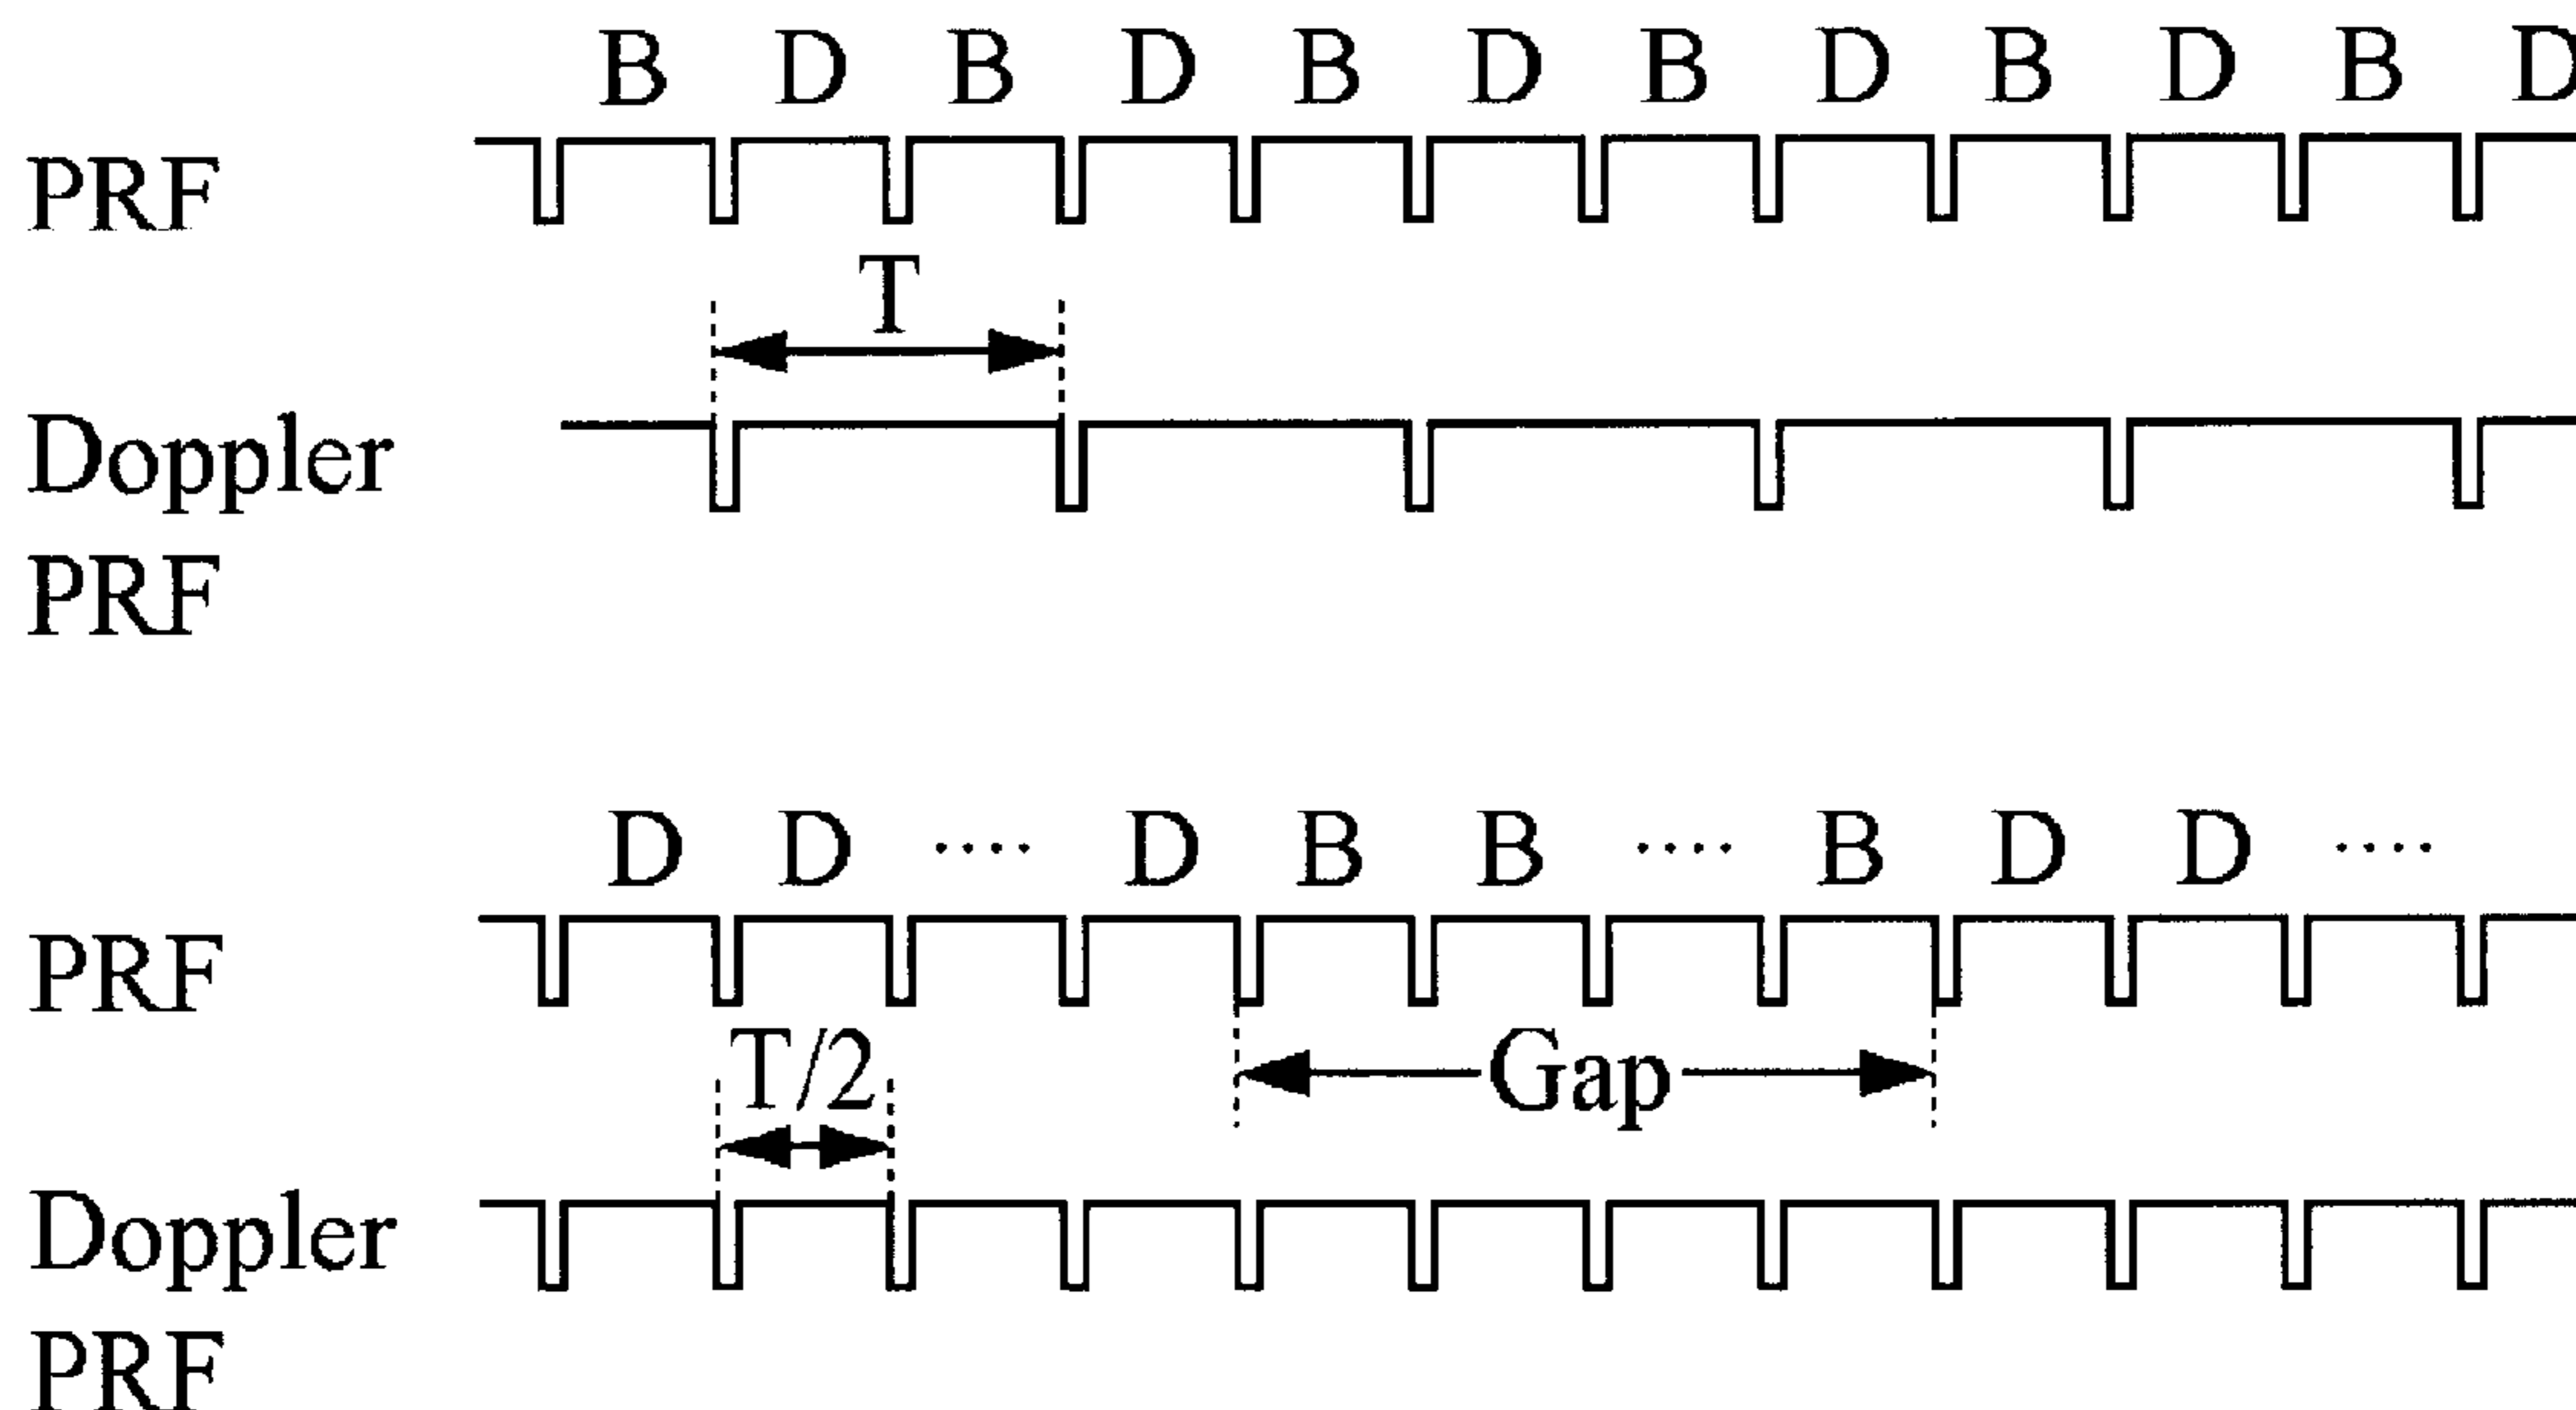 B D B D B D B D B D B D
PRF
T
Doppler
PRF
D D .... D B B .... B D D ....
PRF
T/2
Gap
Doppler
PRF